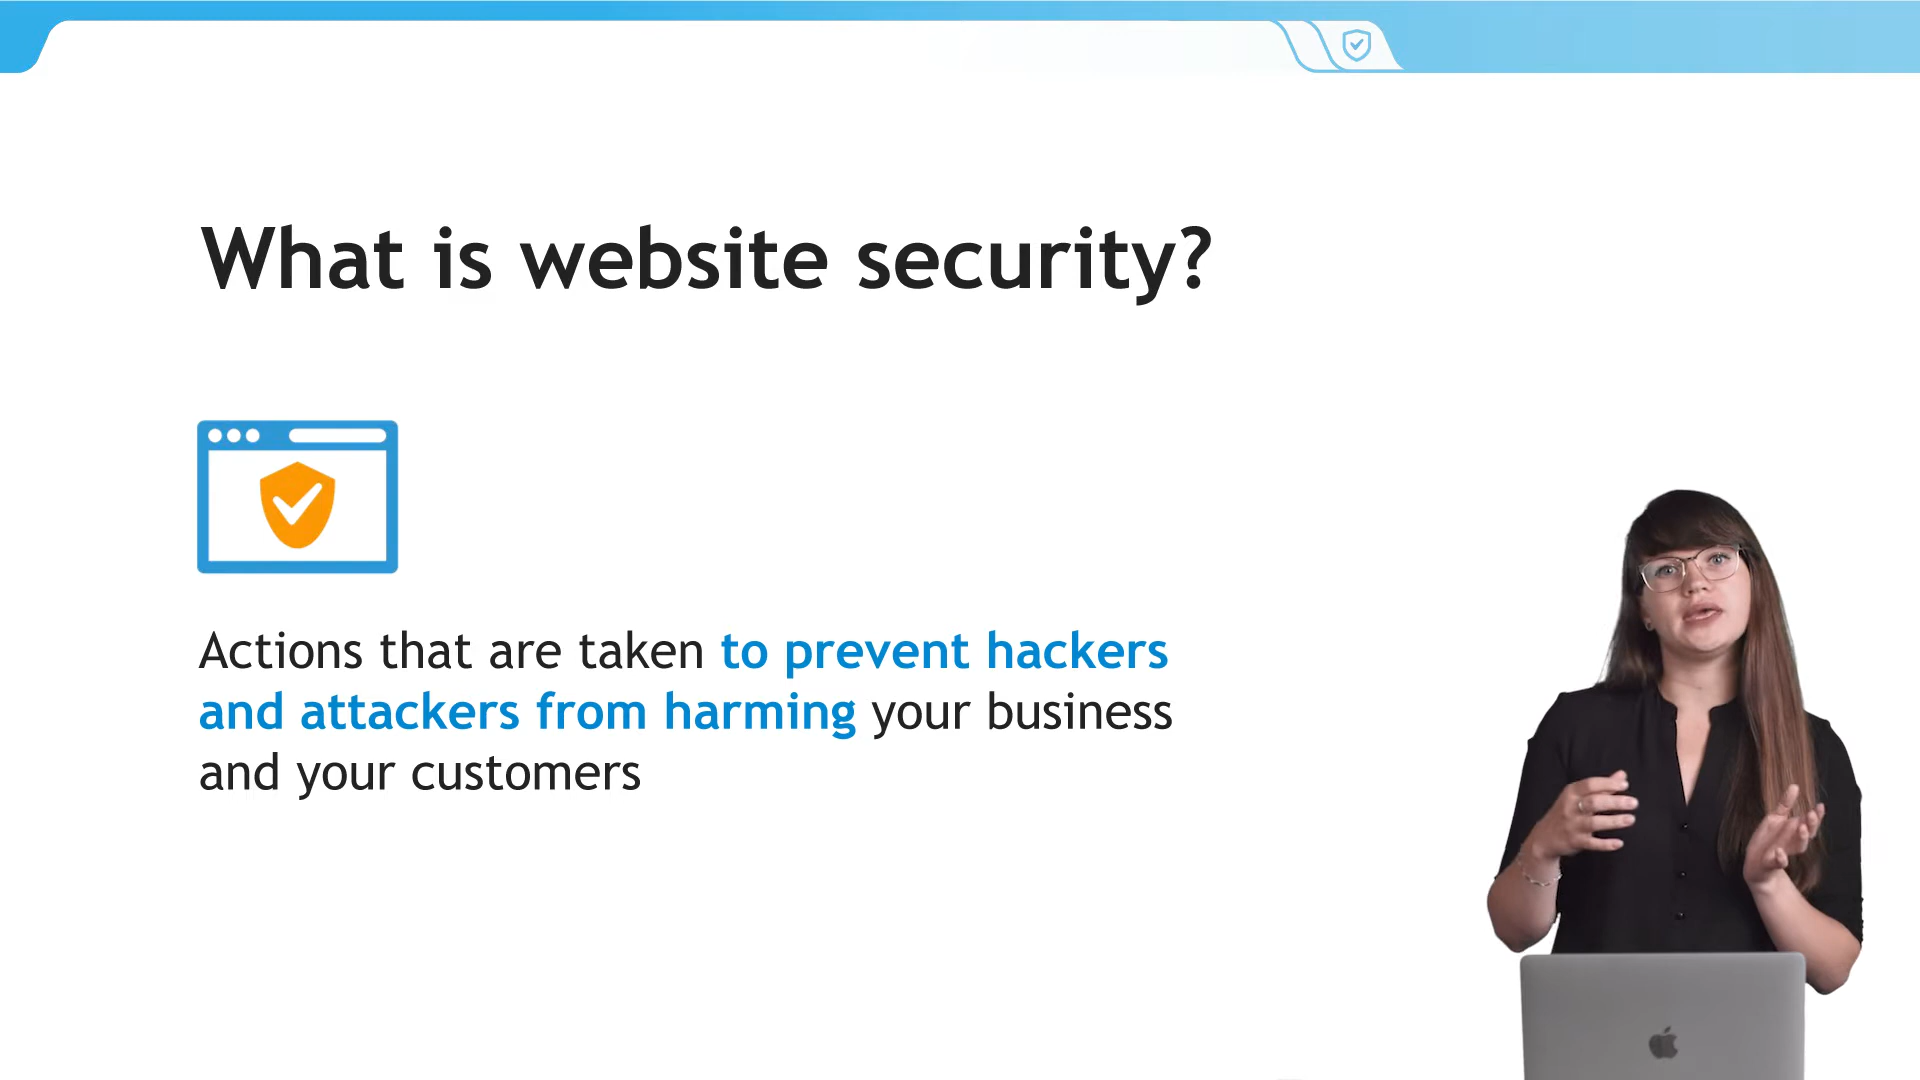 What is website security?
Actions that are taken to prevent hackers
and attackers from harming your business
and your customers